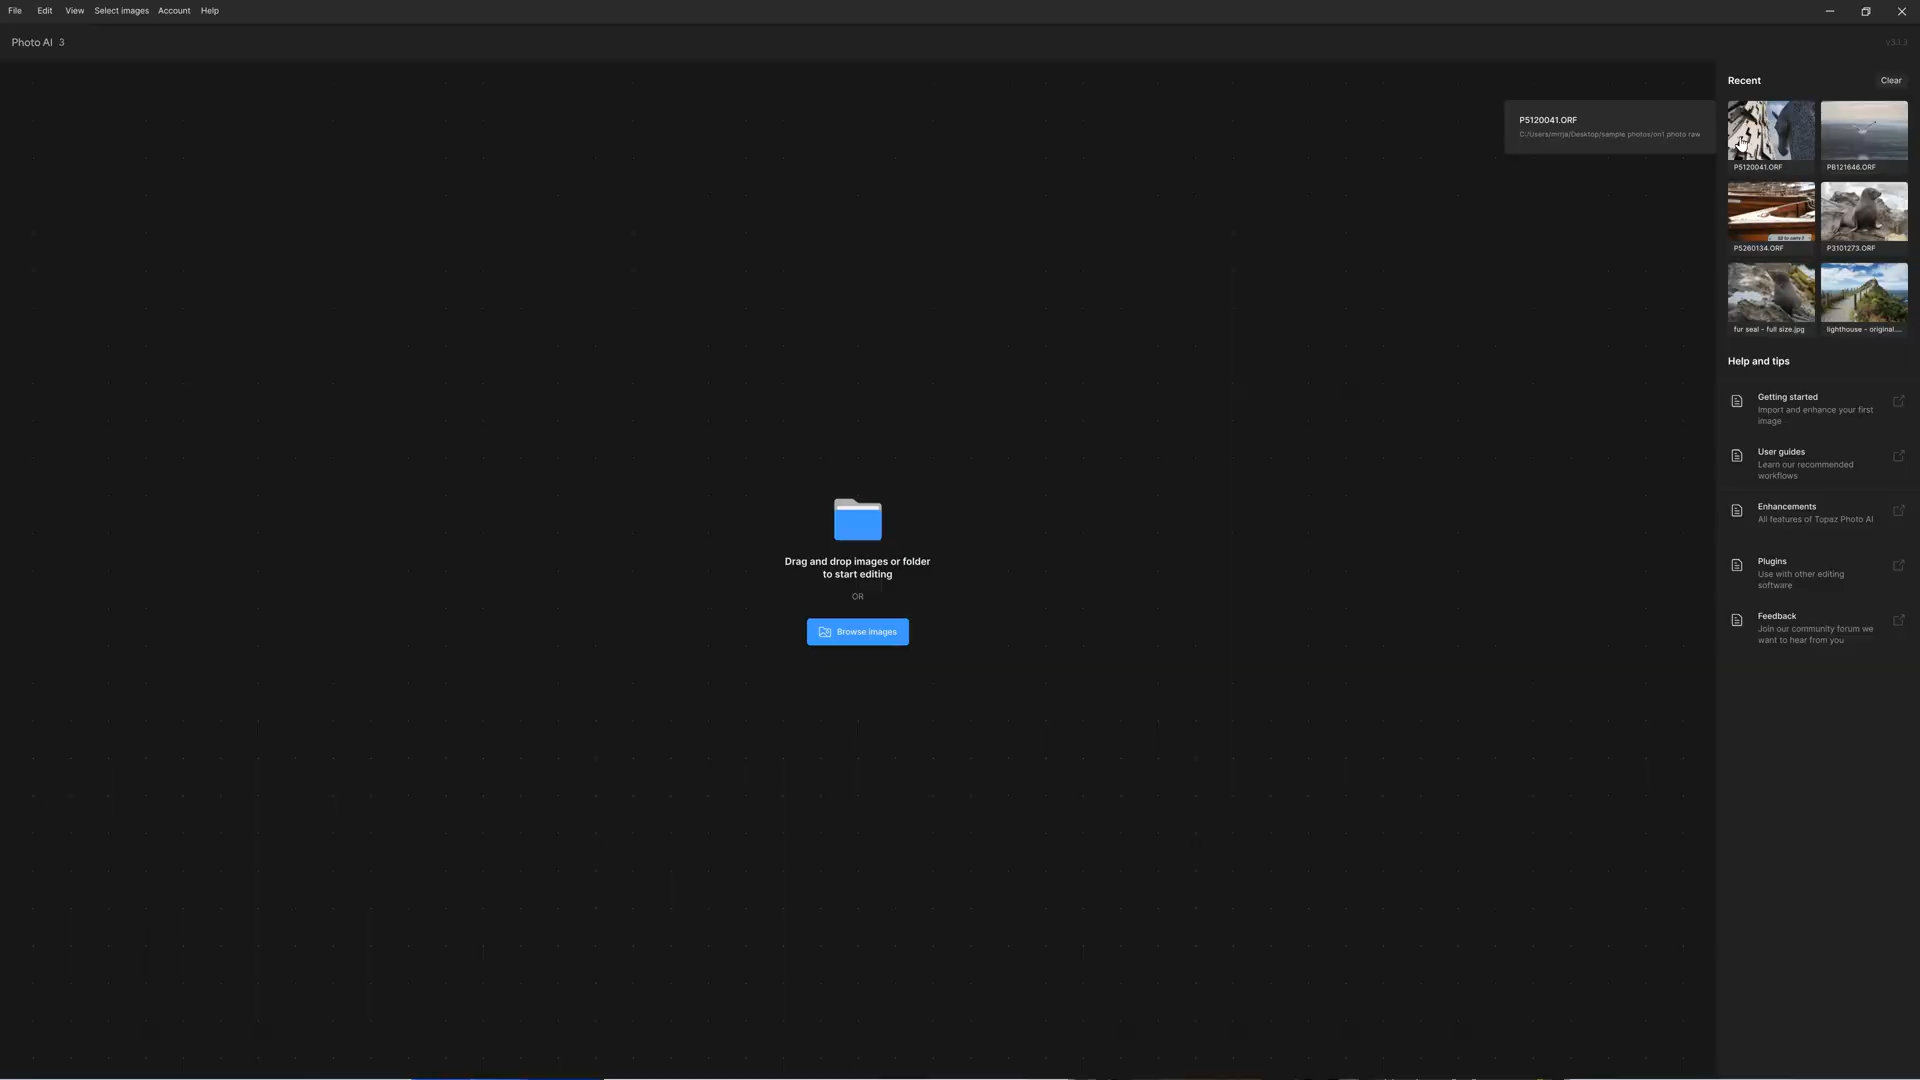 File Edit View Select images Account Help
Photo AI 3
v3.1.3
Recent Clear
P5120041.ORF
C:/Users/mrrja/Desktop/sample photos/on1 photo raw
P5120041.ORF PB121646.ORF
P5260134.ORF P3101273.ORF
fur seal - full size.jpg lighthouse - original....
Help and tips
Getting started
Import and enhance your first
image
User guides
Learn our recommended
workflows
Enhancements
All features of Topaz Photo AI
Plugins
Use with other editing
software
Feedback
Join our community forum we
want to hear from you
Drag and drop images or folder
to start editing
OR
Browse images